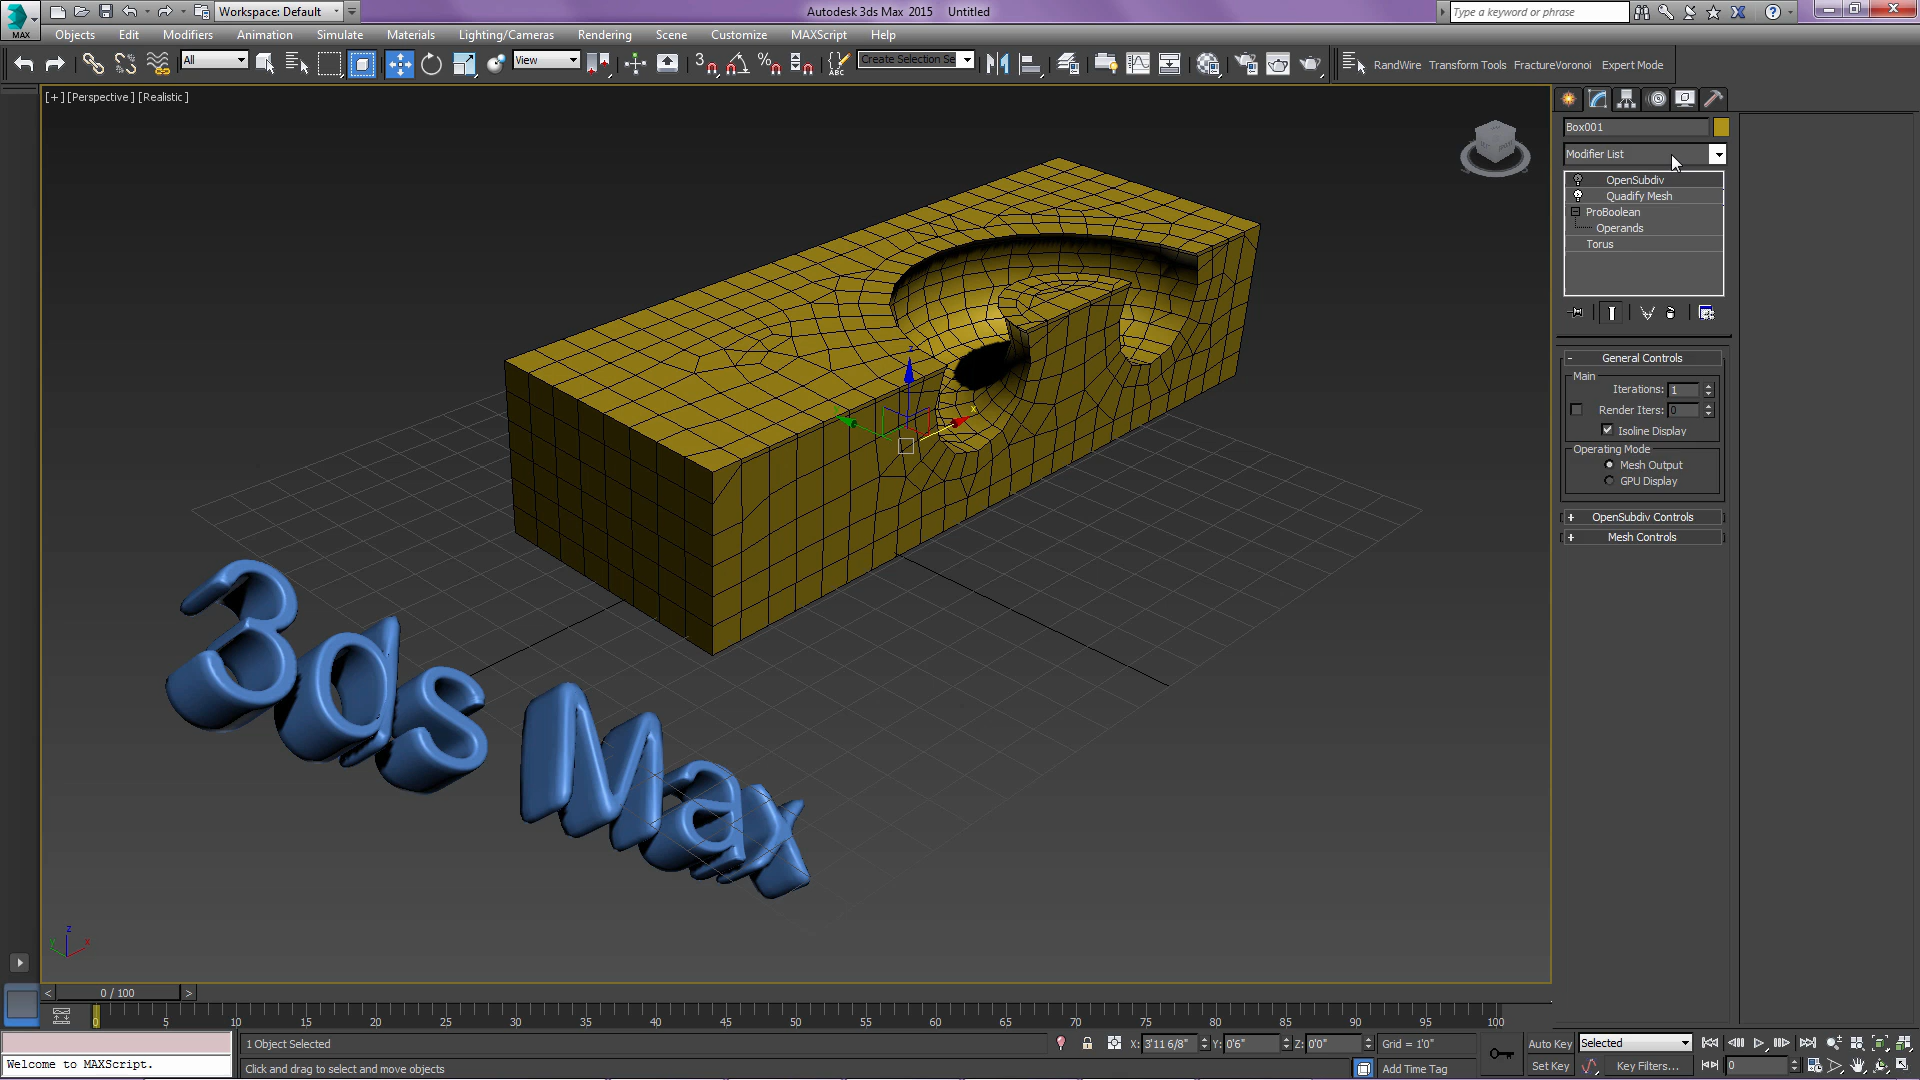 Workspace: Default
Autodesk 3ds Max 2015 Untitled
Type a keyword or phrase
MAX
Objects Edit Modifiers Animation Simulate Materials Lighting/Cameras Rendering Scene Customize MAXScript Help
All View 3 % ABC Create Selection Se RandWire Transform Tools FractureVoronoi Expert Mode
[+] [Perspective] [Realistic]
Box001
Modifier List
OpenSubdiv
Quadify Mesh
ProBoolean
Operands
Torus
- General Controls
Main
Iterations: 1
Render Iters: 0
Isoline Display
Operating Mode
Mesh Output
GPU Display
+ OpenSubdiv Controls
+ Mesh Controls
z
x
3ds Max
z
y x
< 0 / 100 >
0 5 10 15 20 25 30 35 40 45 50 55 60 65 70 75 80 85 90 95 100
1 Object Selected X: 3'11 6/8" Y: 0'6" Z: 0'0" Grid = 1'0" Auto Key Selected
Welcome to MAXScript. Click and drag to select and move objects Add Time Tag Set Key Key Filters... 0